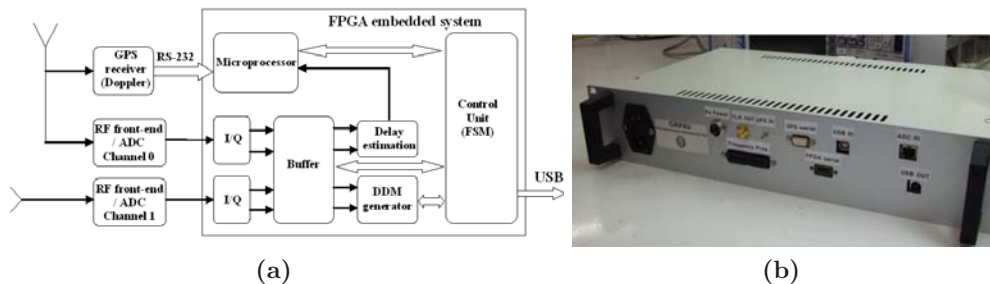 FPGA embedded system
GPS
receiver
(Doppler)
RS-232
Microprocessor
Control
Unit
(FSM)
RF front-end
/ ADC
Channel 0
I/Q
Buffer
Delay
estimation
RF front-end
/ ADC
Channel 1
I/Q
DDM
generator
USB
CLK OUT
GPS serial
USB IN
ADC IN
FPGA serial
USB OUT
(a)
(b)